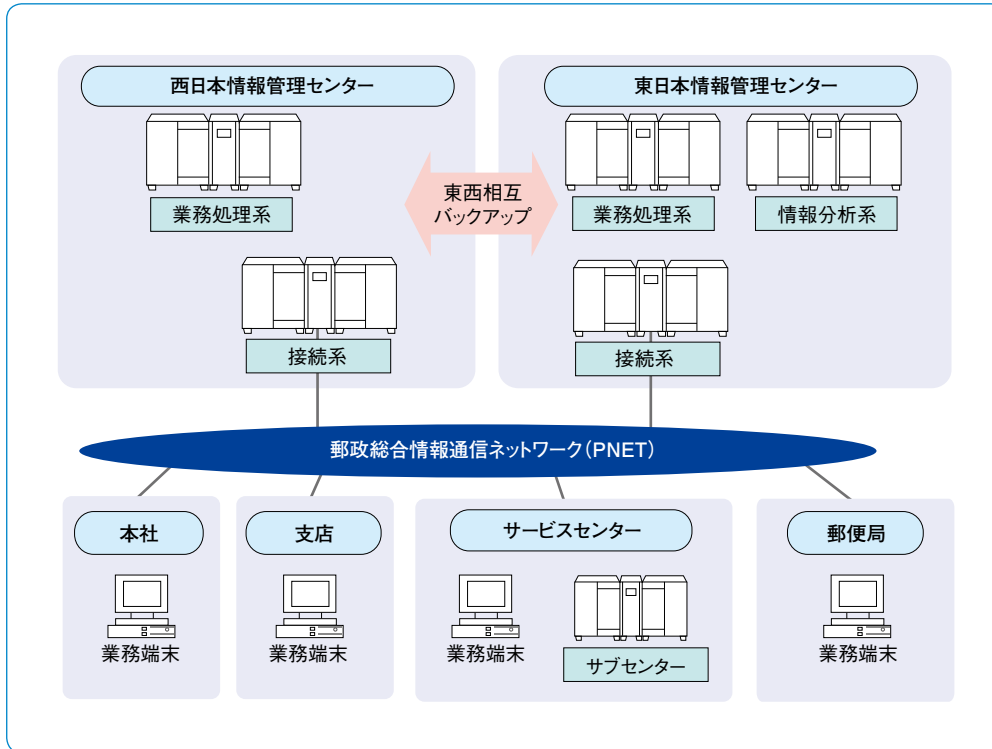 西日本情報管理センター
東日本情報管理センター
東西相互
バックアップ
業務処理系
業務処理系
情報分析系
接続系
接続系
郵政総合情報通信ネットワーク(PNET)
本社
支店
サービスセンター
郵便局
業務端末
業務端末
業務端末
サブセンター
業務端末